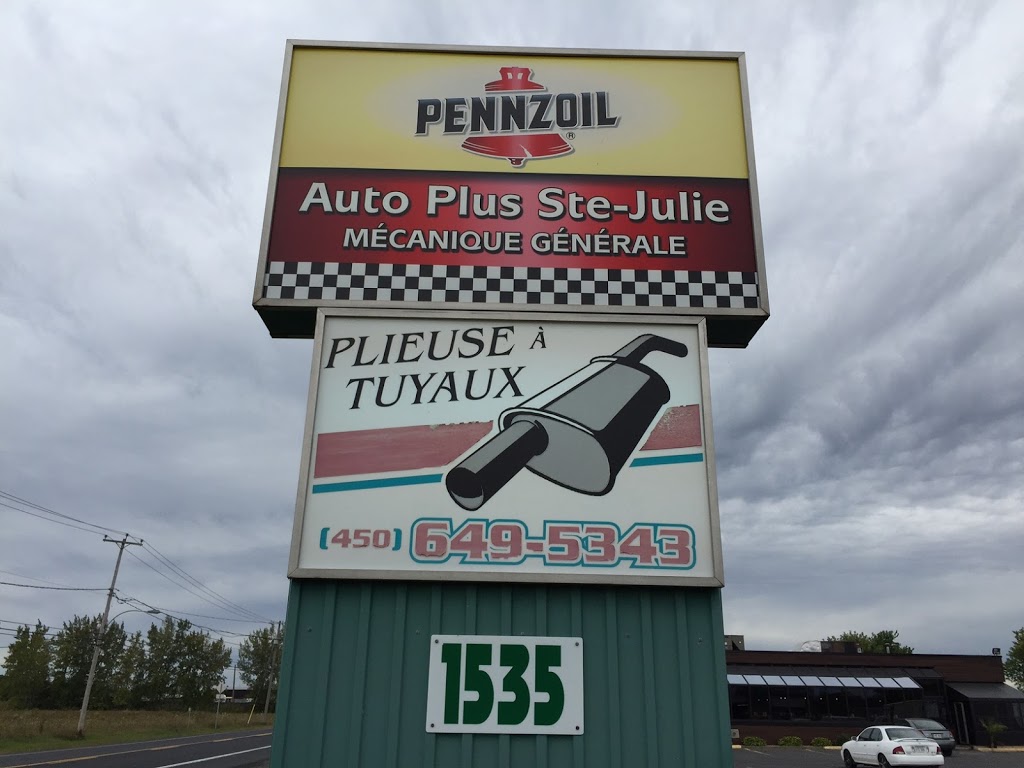 PENNZOIL®
Auto Plus Ste-Julie
MÉCANIQUE GÉNÉRALE
PLIEUSE À
TUYAUX
(450) 649-5343
1535